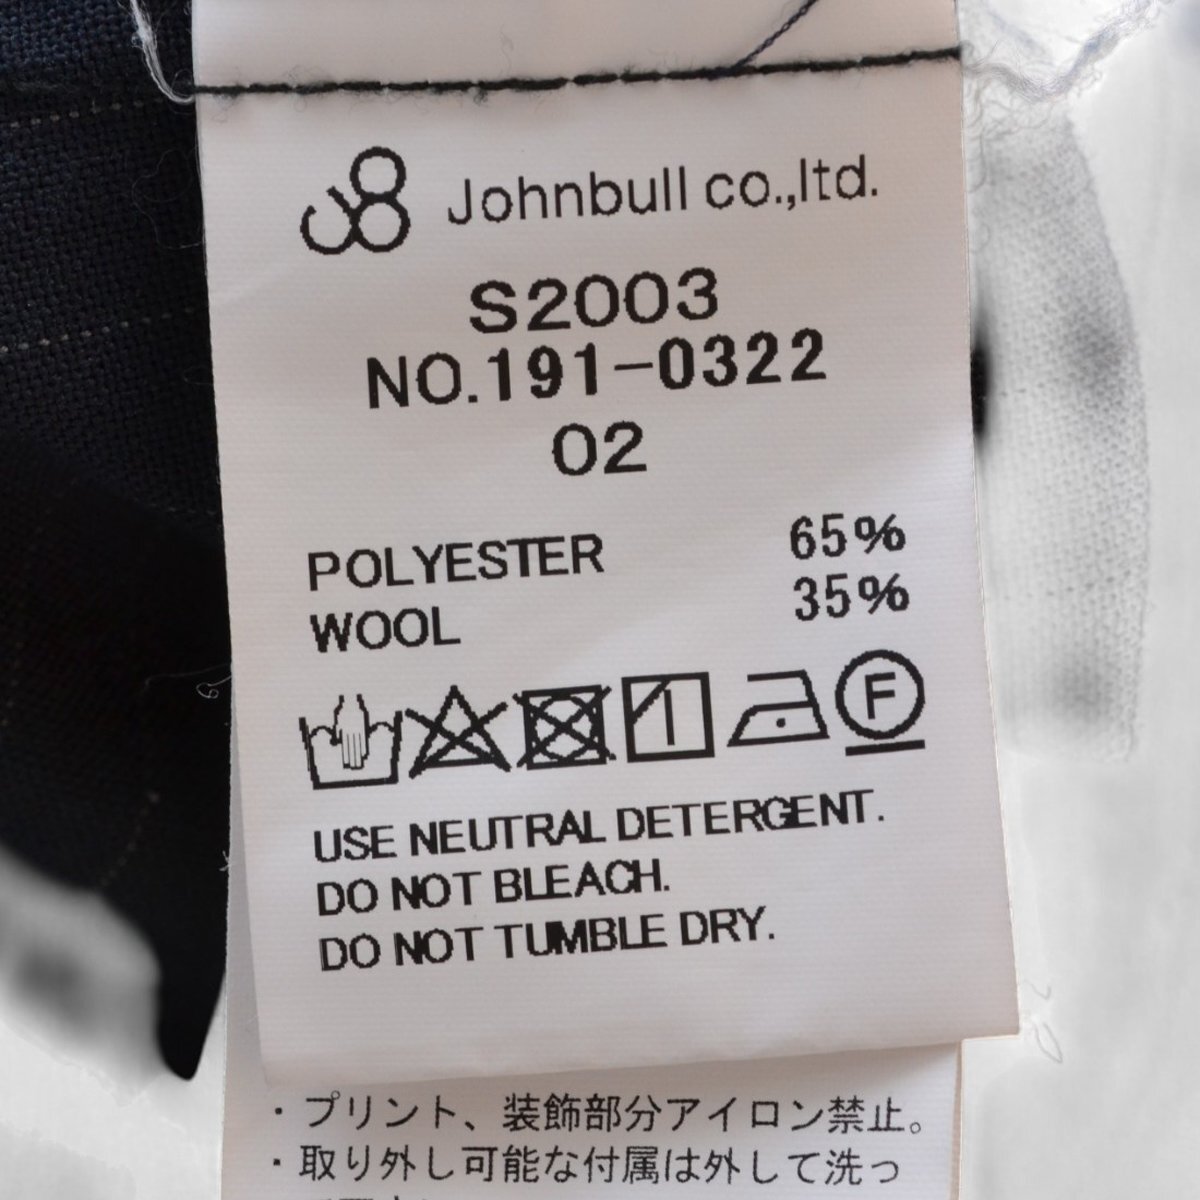 Johnbull co.,ltd.
S2003
NO.191-0322
02
POLYESTER 65%
WOOL 35%
F
USE NEUTRAL DETERGENT.
DO NOT BLEACH.
DO NOT TUMBLE DRY.
・プリント、装飾部分アイロン禁止。
・取り外し可能な付属は外して洗っ